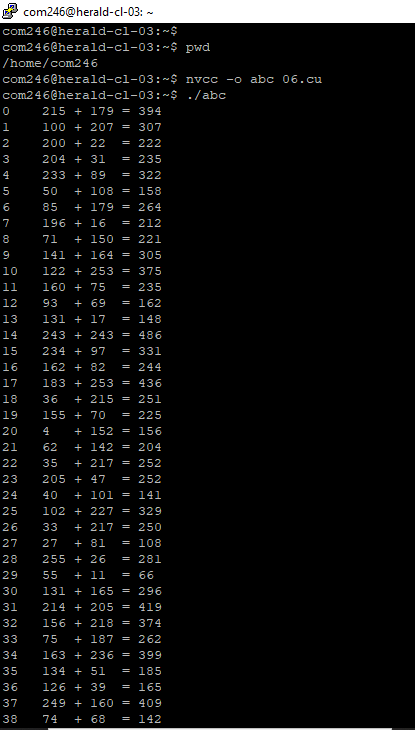 com246@herald-cl-03: ~
com246@herald-cl-03:~$
com246@herald-cl-03:~$ pwd
/home/com246
com246@herald-cl-03:~$ nvcc -o abc 06.cu
com246@herald-cl-03:~$ ./abc
0    215 + 179 = 394
1    100 + 207 = 307
2    200 + 22  = 222
3    204 + 31  = 235
4    233 + 89  = 322
5    50  + 108 = 158
6    85  + 179 = 264
7    196 + 16  = 212
8    71  + 150 = 221
9    141 + 164 = 305
10   122 + 253 = 375
11   160 + 75  = 235
12   93  + 69  = 162
13   131 + 17  = 148
14   243 + 243 = 486
15   234 + 97  = 331
16   162 + 82  = 244
17   183 + 253 = 436
18   36  + 215 = 251
19   155 + 70  = 225
20   4   + 152 = 156
21   62  + 142 = 204
22   35  + 217 = 252
23   205 + 47  = 252
24   40  + 101 = 141
25   102 + 227 = 329
26   33  + 217 = 250
27   27  + 81  = 108
28   255 + 26  = 281
29   55  + 11  = 66
30   131 + 165 = 296
31   214 + 205 = 419
32   156 + 218 = 374
33   75  + 187 = 262
34   163 + 236 = 399
35   134 + 51  = 185
36   126 + 39  = 165
37   249 + 160 = 409
38   74  + 68  = 142